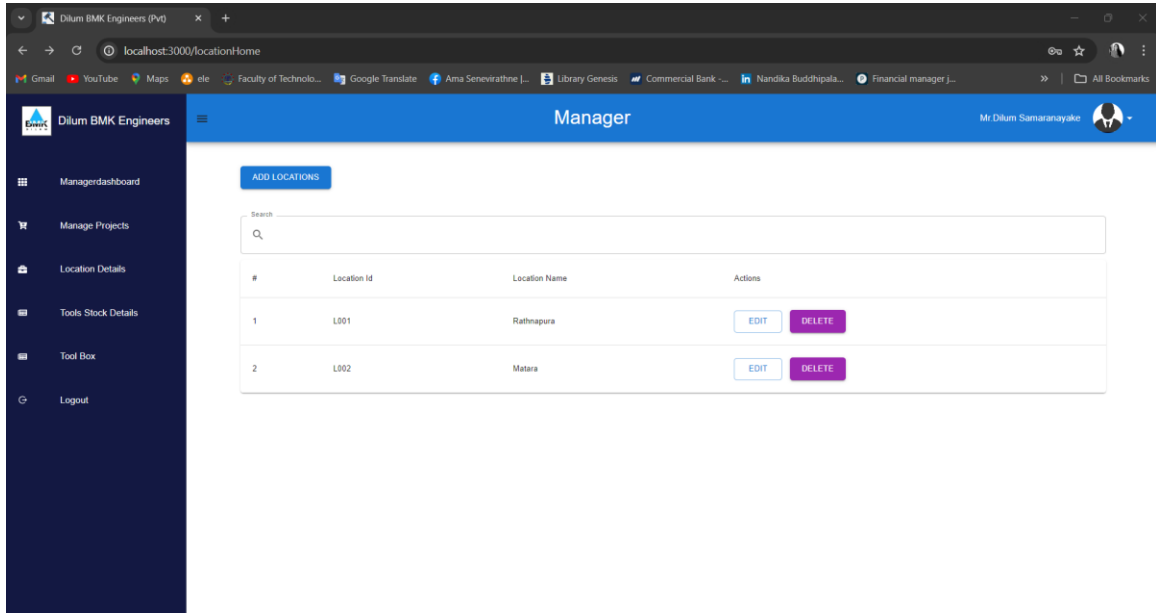 Dilum BMK Engineers (Pvt)
localhost:3000/locationHome
Gmail YouTube Maps ele Faculty of Technolo... Google Translate Ama Senevirathne |... Library Genesis Commercial Bank -... Nandika Buddhipala... Financial manager j... » All Bookmarks
BMK Dilum BMK Engineers Manager Mr.Dilum Samaranayake
DILUM
ADD LOCATIONS
Managerdashboard
Search
Manage Projects
Location Details
# Location Id Location Name Actions
Tools Stock Details
1 L001 Rathnapura EDIT DELETE
Tool Box
2 L002 Matara EDIT DELETE
Logout